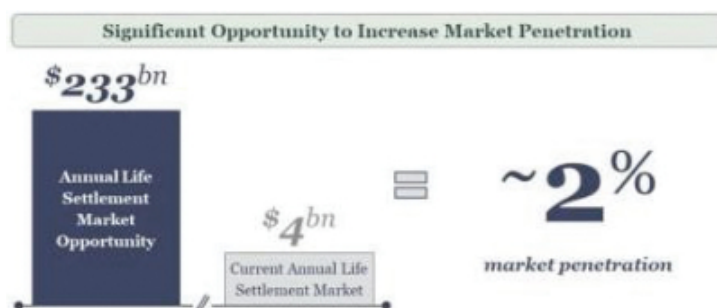 Significant Opportunity to Increase Market Penetration
$233bn
Annual Life
Settlement
Market
Opportunity
$4bn
Current Annual Life
Settlement Market
=
~2%
market penetration